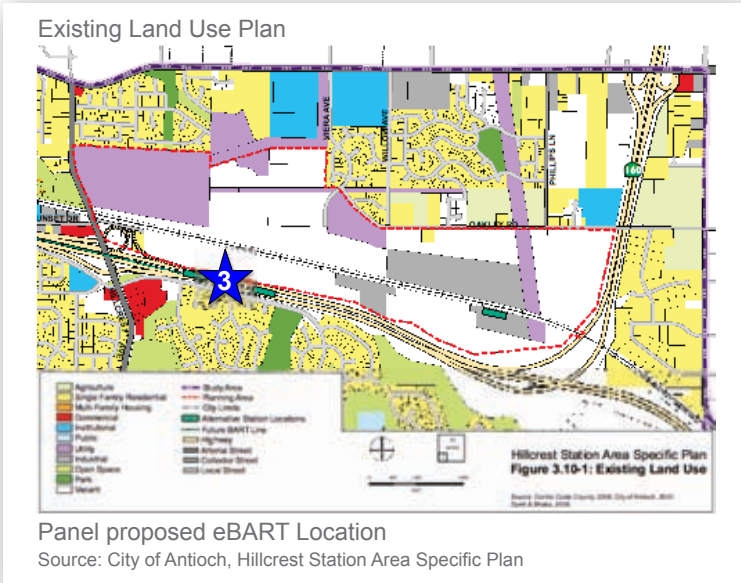 Existing Land Use Plan
VIERA AVE
WILLOW AVE
PHILLIPS LN
160
OAKLEY RD
3
Agriculture
Single Family Residential
Multi-Family Housing
Commercial
Institutional
Public
Utility
Industrial
Open Space
Park
Vacant
Study Area
Planning Area
City Limits
Alternative Station Locations
Future BART Line
Highway
Arterial Street
Collector Street
Local Street
Hillcrest Station Area Specific Plan
Figure 3.10-1: Existing Land Use
Panel proposed eBART Location
Source: City of Antioch, Hillcrest Station Area Specific Plan